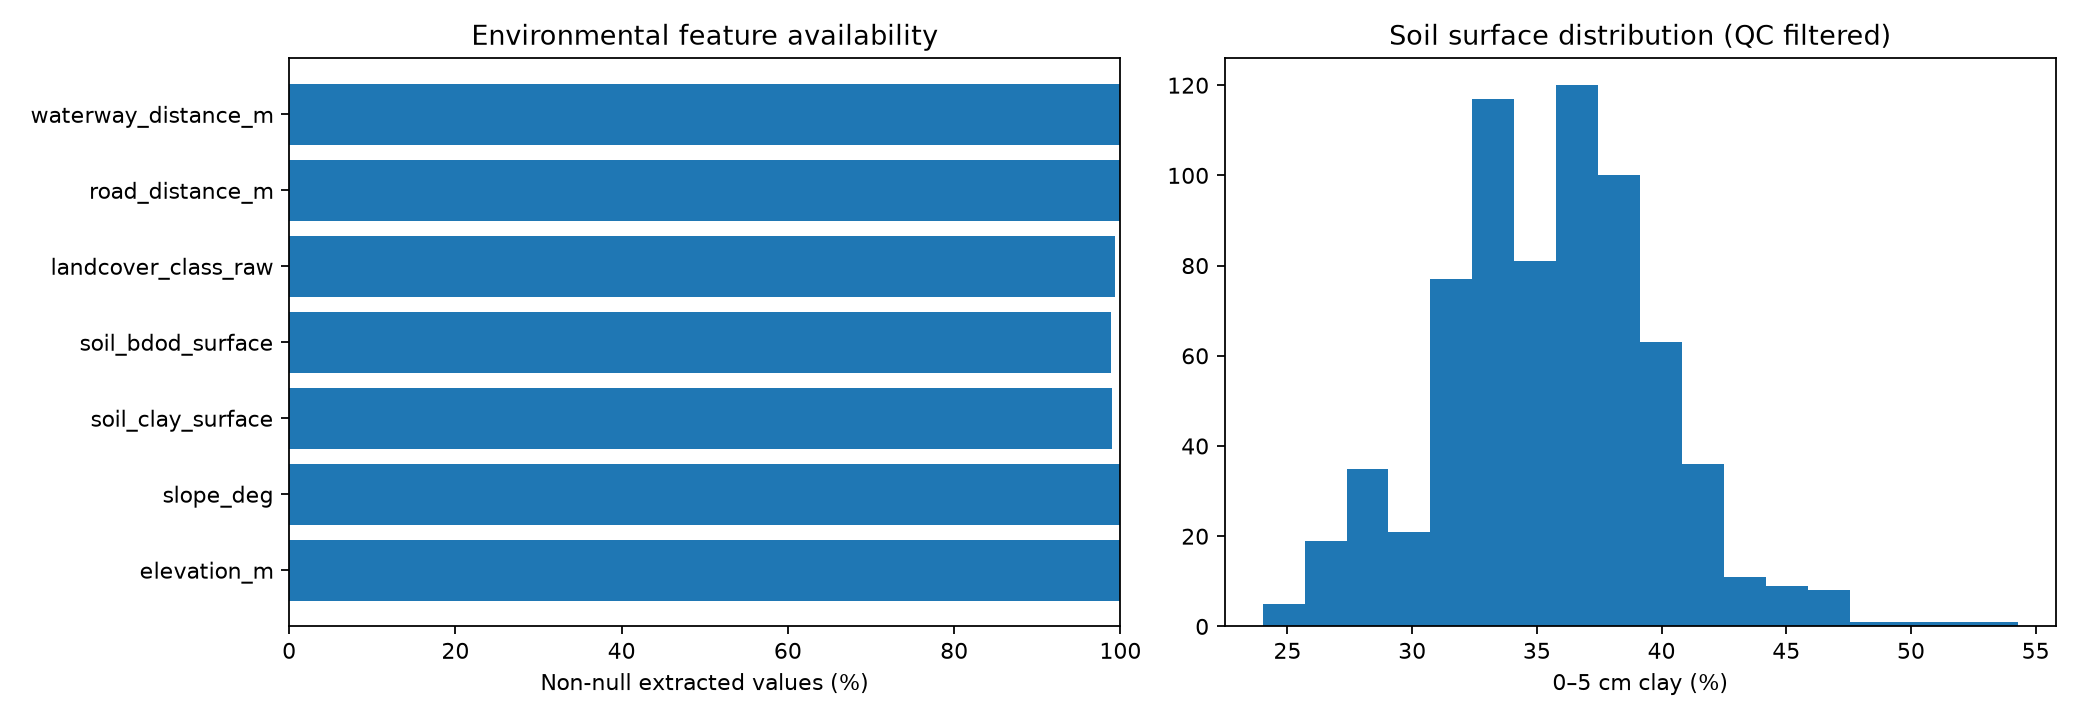 Environmental feature availability
waterway_distance_m
road_distance_m
landcover_class_raw
soil_bdod_surface
soil_clay_surface
slope_deg
elevation_m
0 20 40 60 80 100
Non-null extracted values (%)
Soil surface distribution (QC filtered)
120
100
80
60
40
20
0
25 30 35 40 45 50 55
0–5 cm clay (%)